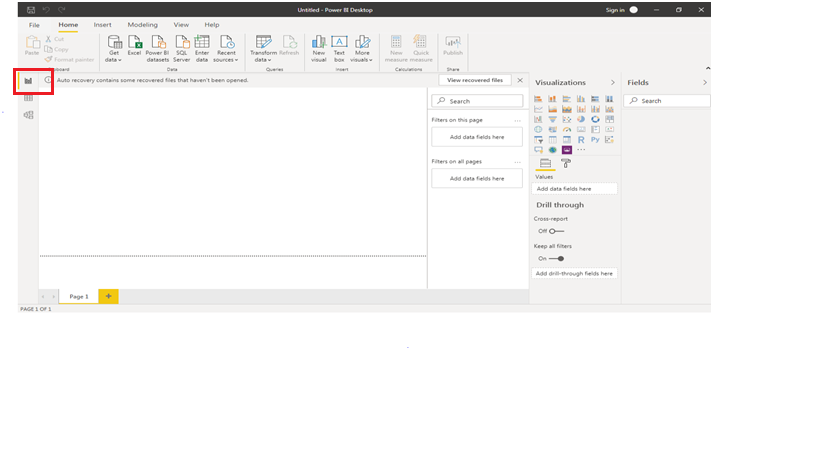 Untitled - Power BI Desktop
Sign in
File Home Insert Modeling View Help
Paste
Cut
Copy
Format painter
Get data
Excel
Power BI datasets
SQL Server
Enter data
Recent sources
Transform data
Refresh
New visual
Text box
More visuals
New measure
Quick measure
Publish
board
Data
Queries
Insert
Calculations
Share
Auto recovery contains some recovered files that haven't been opened.
View recovered files
Search
Filters on this page
...
Add data fields here
Filters on all pages
...
Add data fields here
Visualizations
R Py
...
Values
Add data fields here
Drill through
Cross-report
Off
Keep all filters
On
Add drill-through fields here
Fields
Search
Page 1
PAGE 1 OF 1